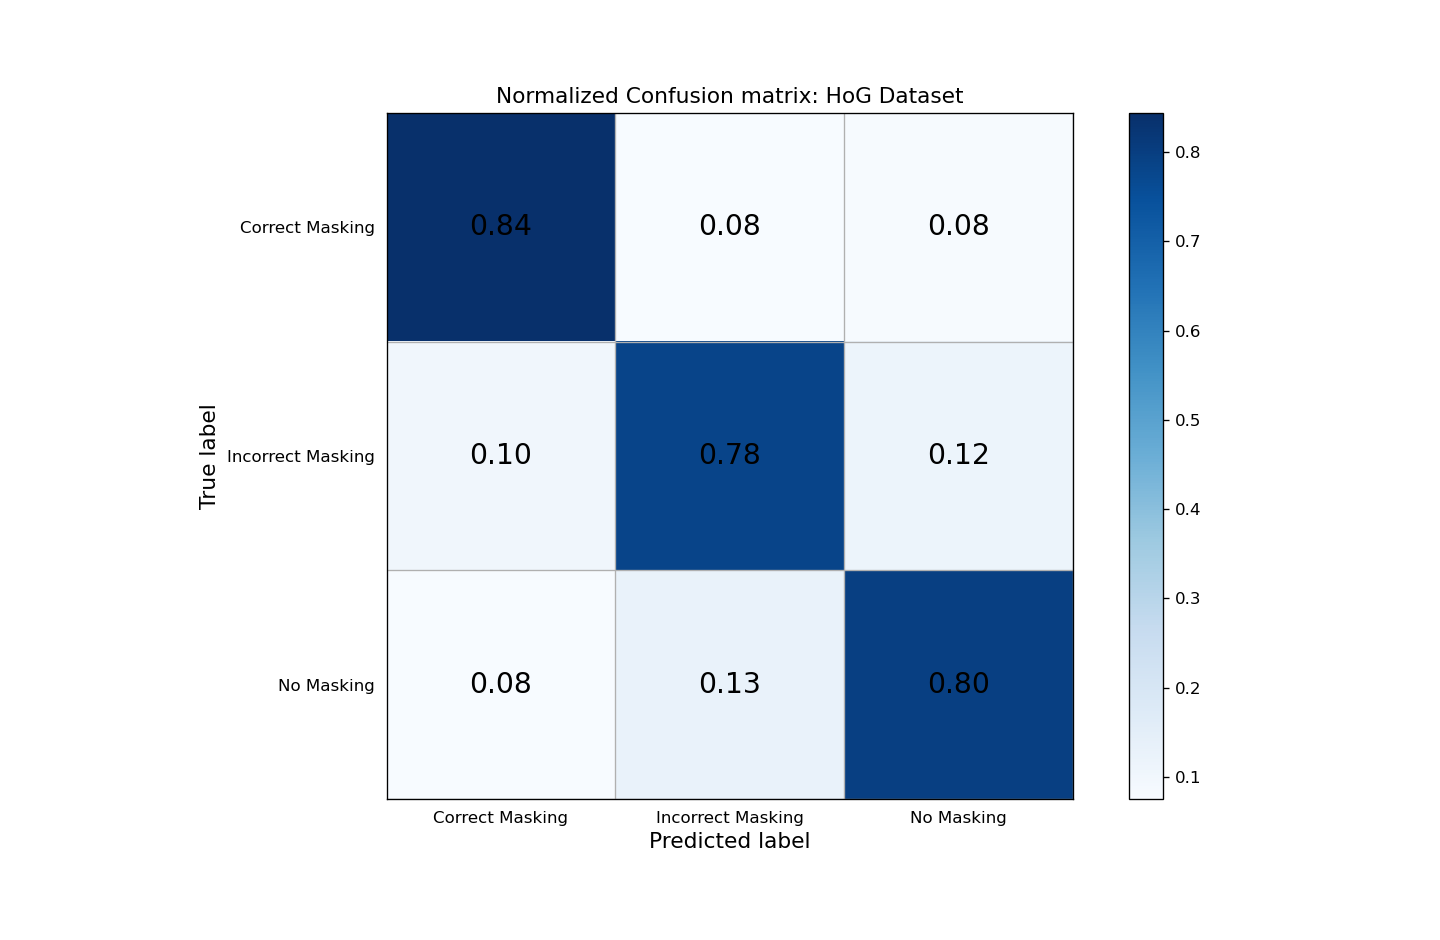 Normalized Confusion matrix: HoG Dataset
Correct Masking
0.84 0.08 0.08
Incorrect Masking
0.10 0.78 0.12
No Masking
0.08 0.13 0.80
True label
Correct Masking Incorrect Masking No Masking
Predicted label
0.8
0.7
0.6
0.5
0.4
0.3
0.2
0.1